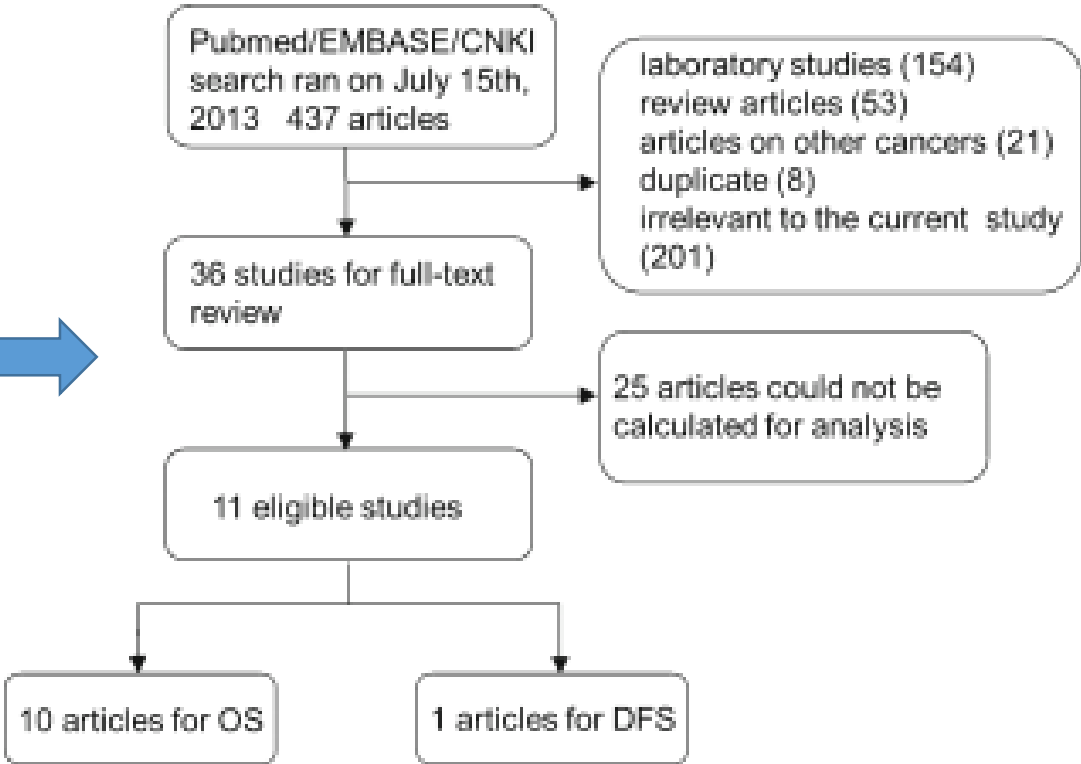 Pubmed/EMBASE/CNKI
search ran on July 15th,
2013 437 articles
laboratory studies (154)
review articles (53)
articles on other cancers (21)
duplicate (8)
irrelevant to the current study
(201)
36 studies for full-text
review
25 articles could not be
calculated for analysis
11 eligible studies
10 articles for OS
1 articles for DFS